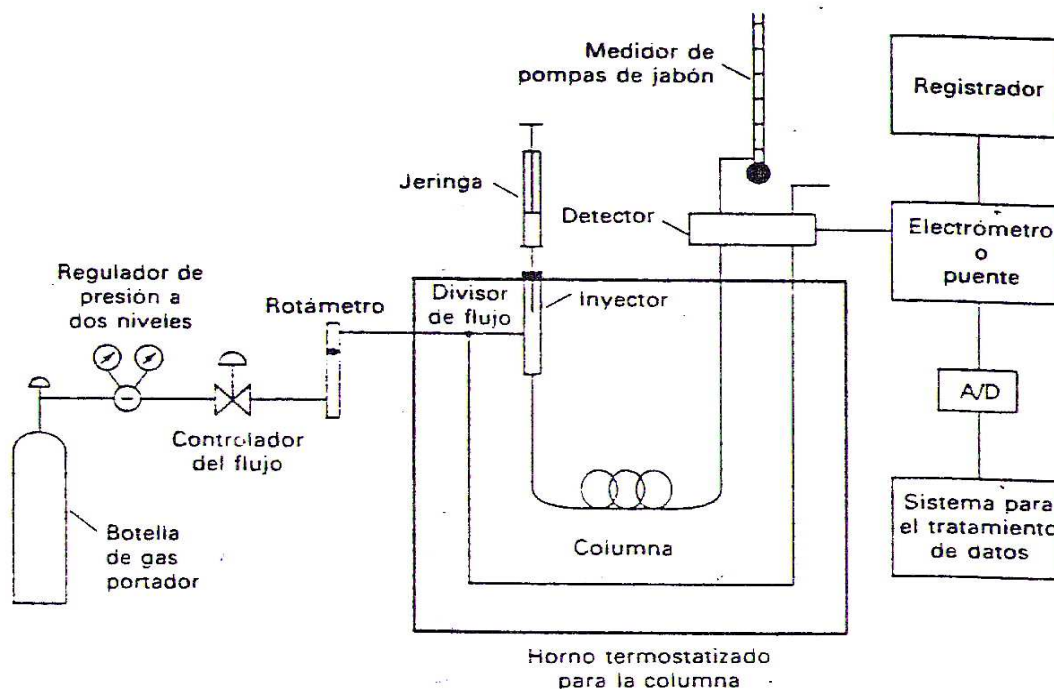 Medidor de
pompas de jabón
Registrador
Jeringa
Detector
Electrómetro
o
puente
Regulador de
presión a
dos niveles
Rotámetro
Divisor
de flujo
Inyector
Controlador
del flujo
A/D
Botella
de gas
portador
Columna
Sistema para
el tratamiento
de datos
Horno termostatizado
para la columna